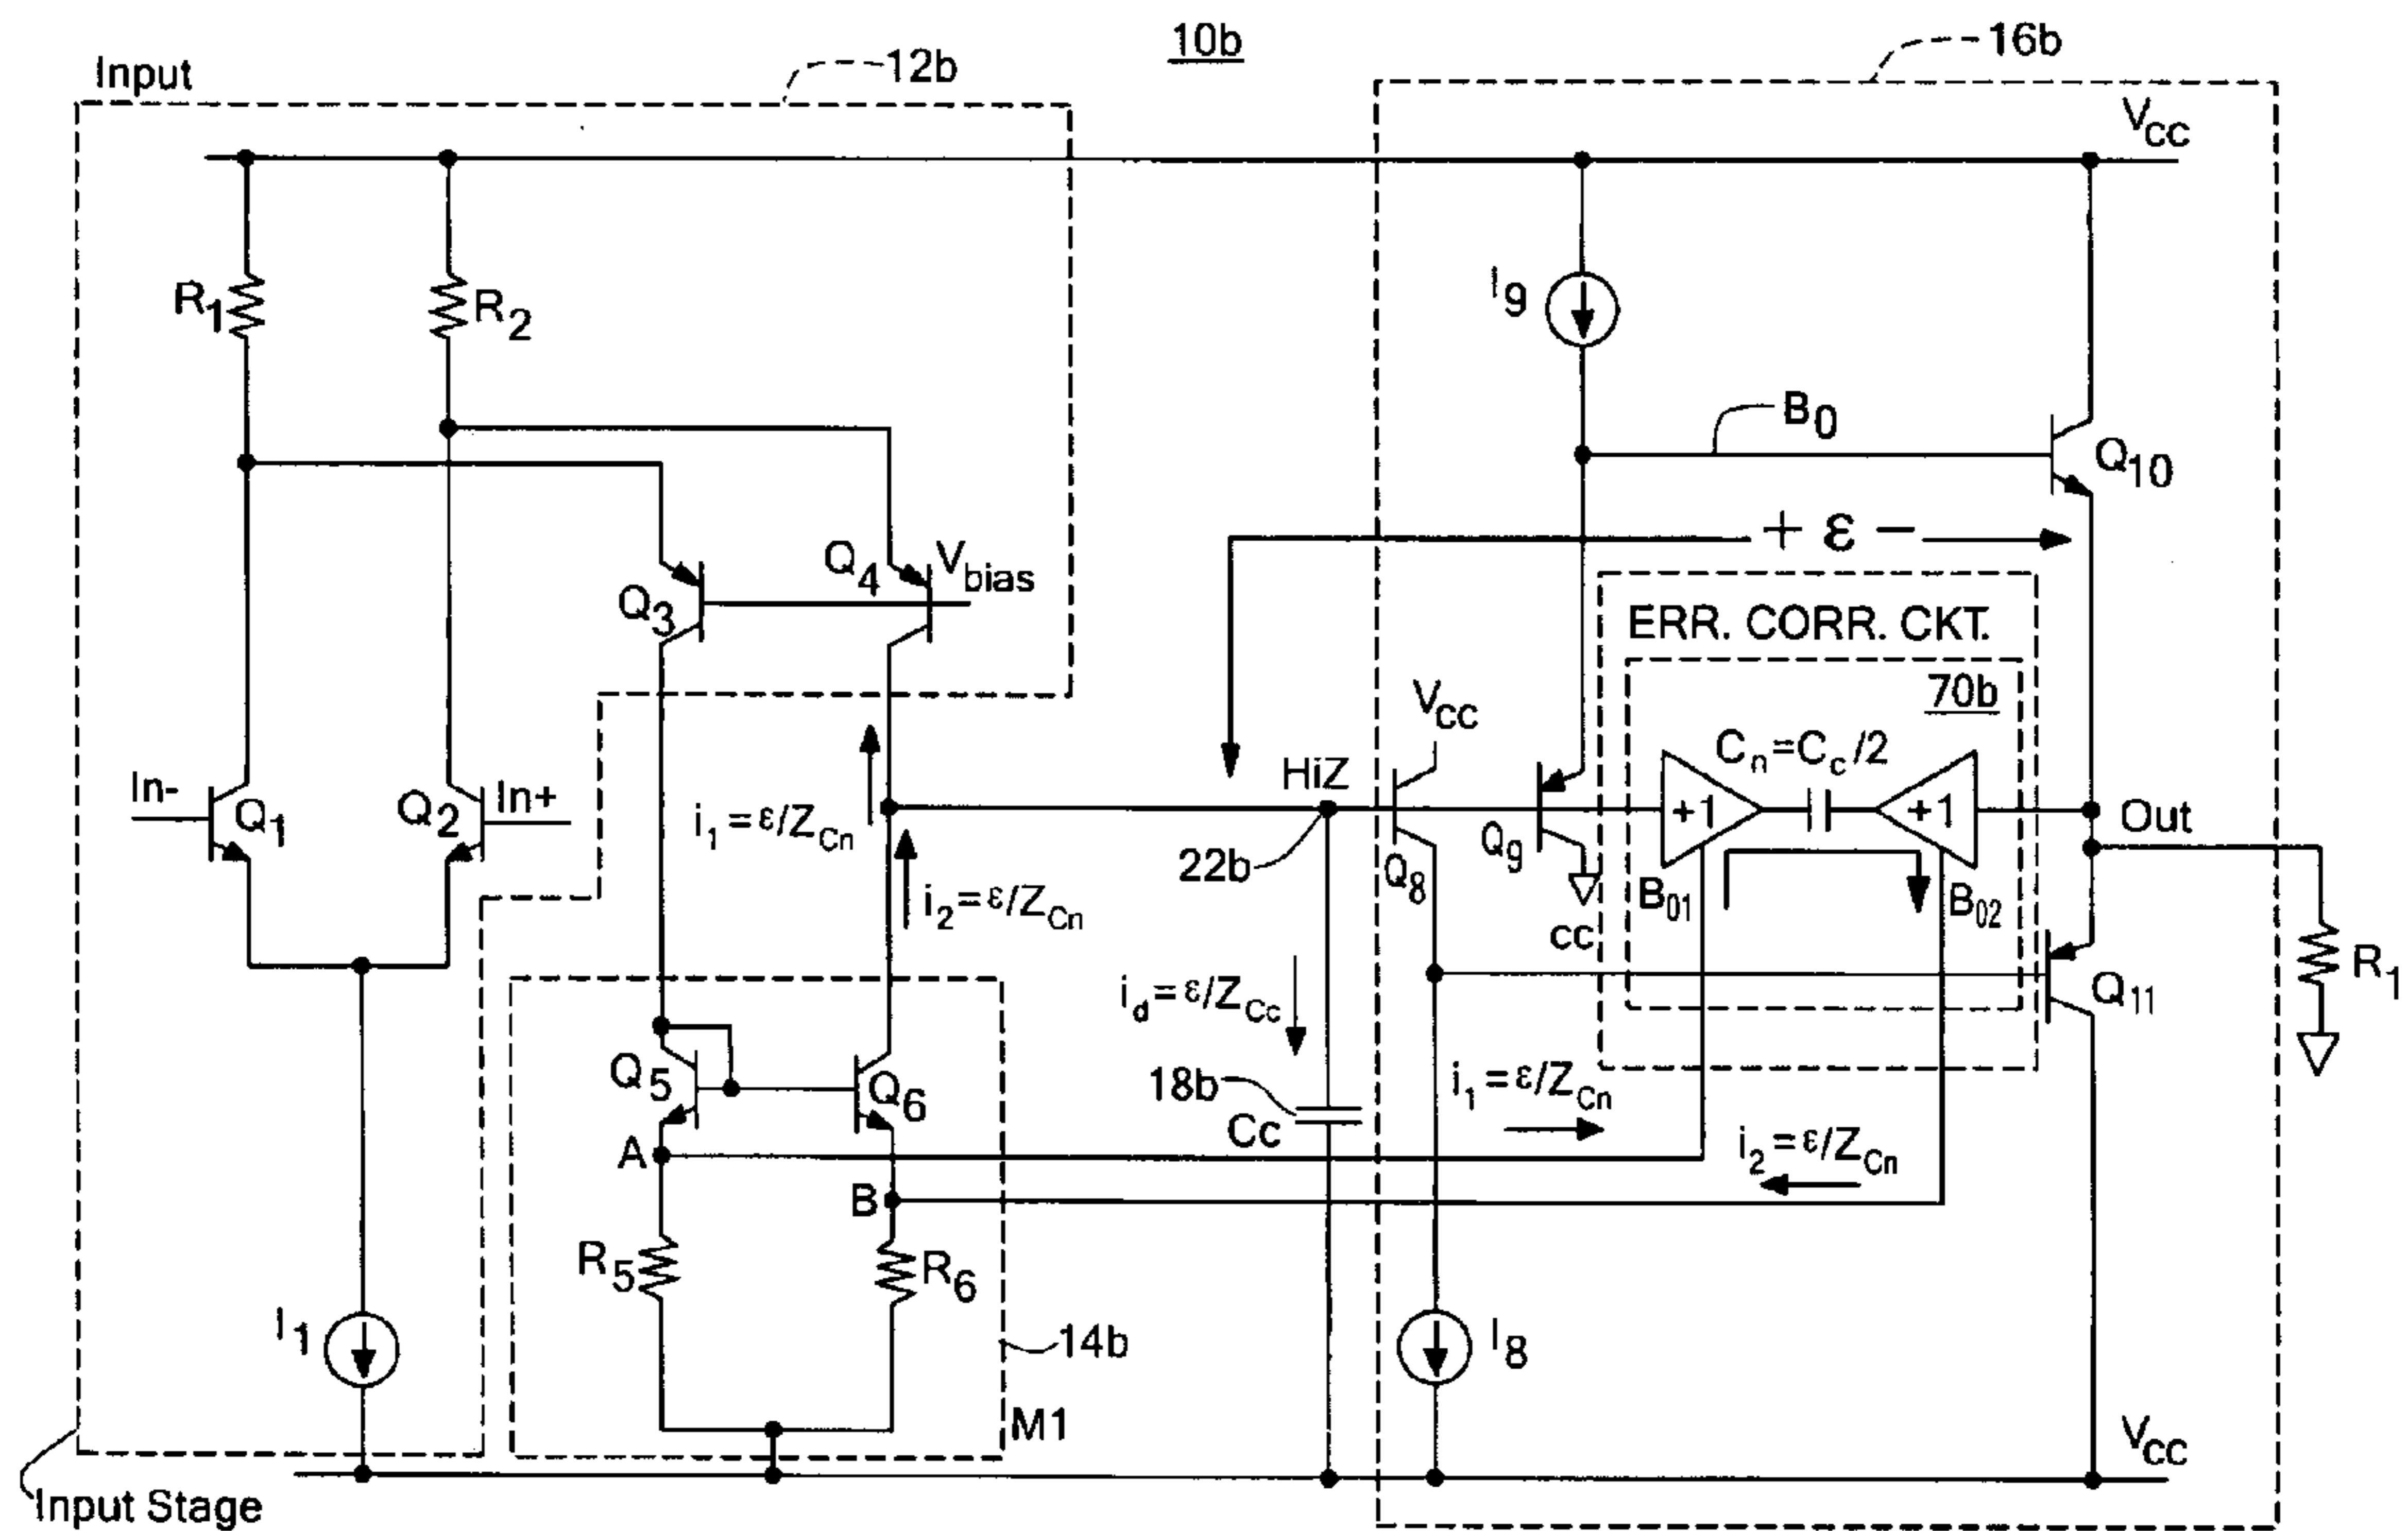 10b
16b
Input
12b
VCC
R1
R2
I9
B0
Q10
+ ε −
Q4
Vbias
Q3
ERR. CORR. CKT.
70b
VCC
Cn=Cc/2
In-
Q1
Q2
In+
i1=ε/ZCn
HiZ
+1
+1
Out
22b
Q8
Q9
B01
B02
i2=ε/ZCn
cc
R1
id=ε/ZCc
Q11
Q5
Q6
18b
Cc
i1=ε/ZCn
A
i2=ε/ZCn
B
R5
R6
I1
14b
I8
M1
VCC
Input Stage